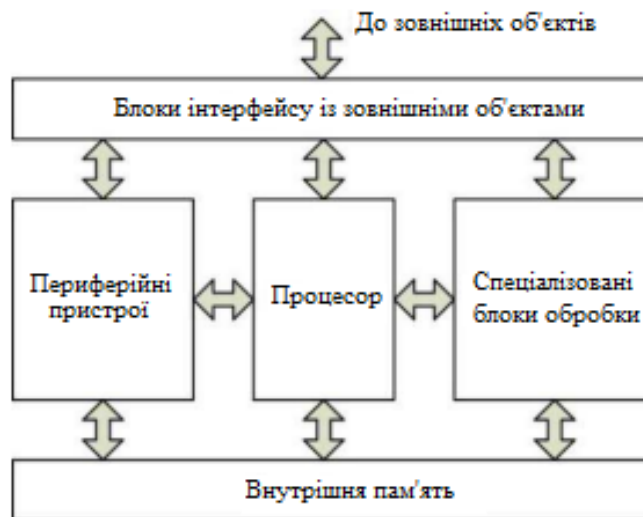 До зовнішніх об'єктів
Блоки інтерфейсу із зовнішніми об'єктами
Периферійні
пристрої
Процесор
Спеціалізовані
блоки обробки
Внутрішня пам'ять